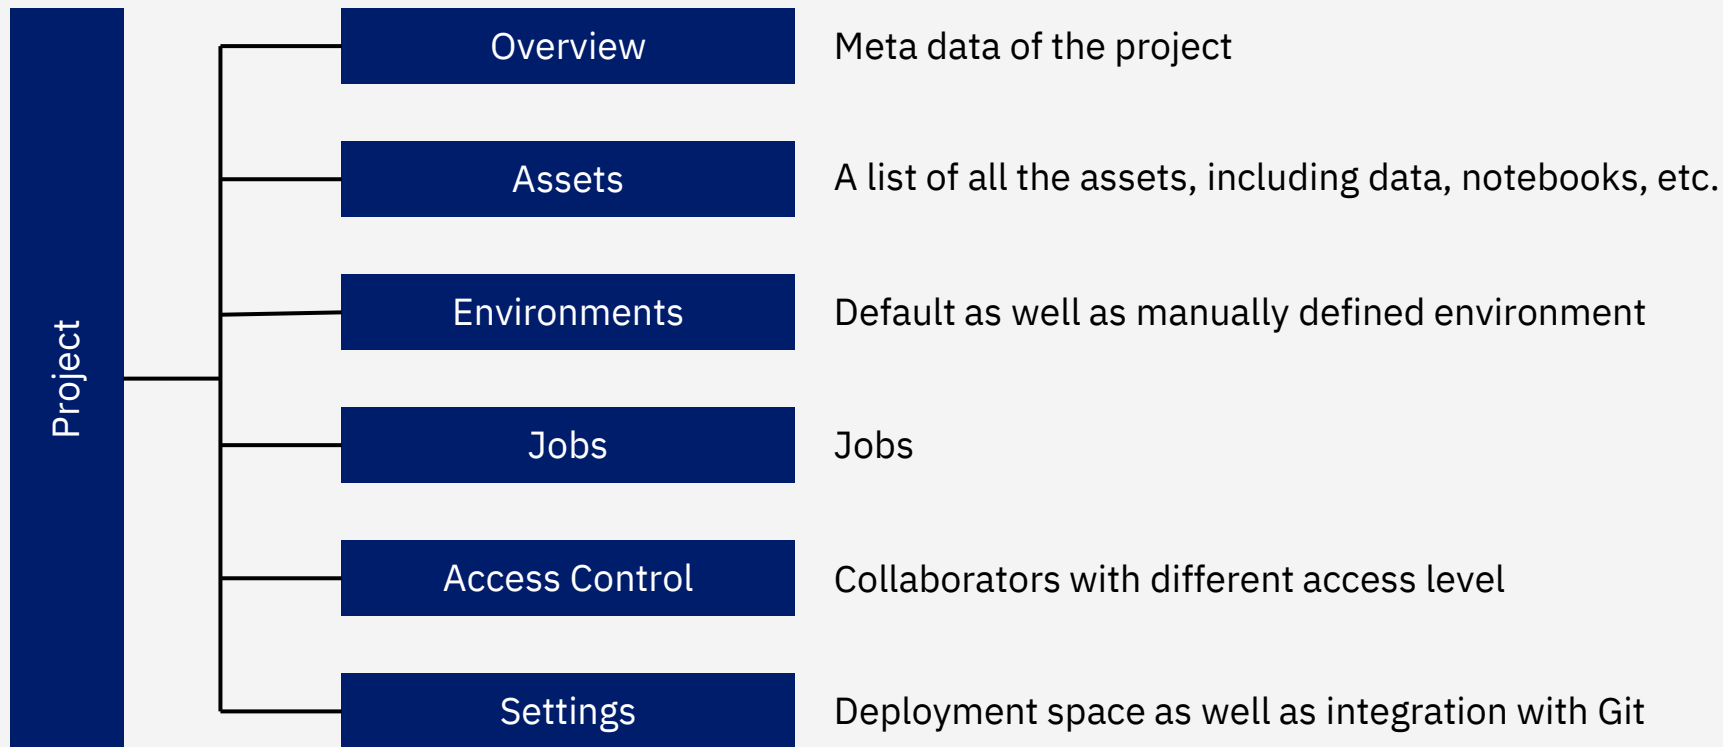 Project
Overview
Meta data of the project
Assets
A list of all the assets, including data, notebooks, etc.
Environments
Default as well as manually defined environment
Jobs
Jobs
Access Control
Collaborators with different access level
Settings
Deployment space as well as integration with Git